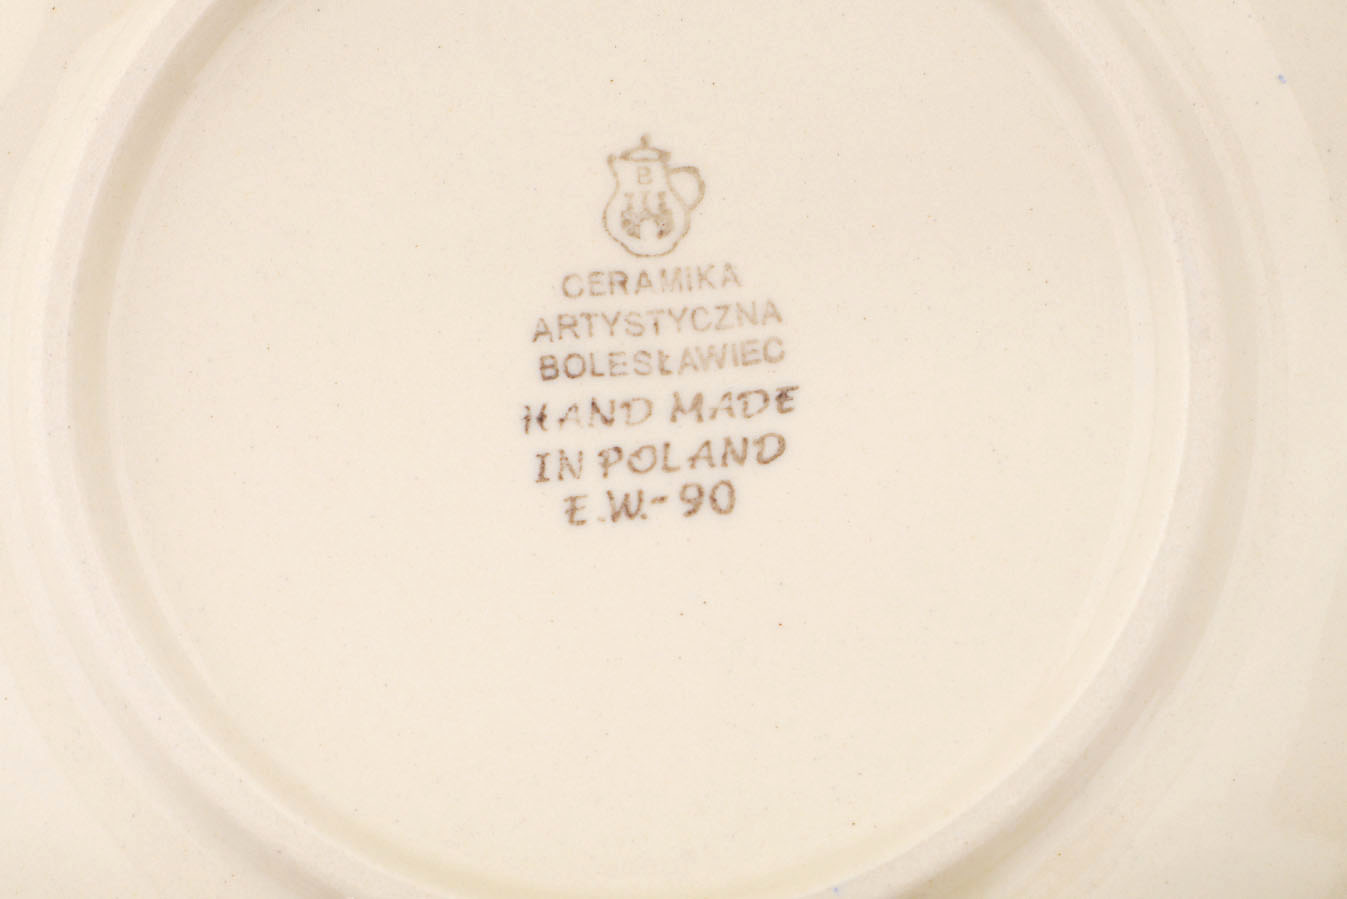 B
CERAMIKA
ARTYSTYCZNA
BOLESŁAWIEC
HAND MADE
IN POLAND
E.W.-90